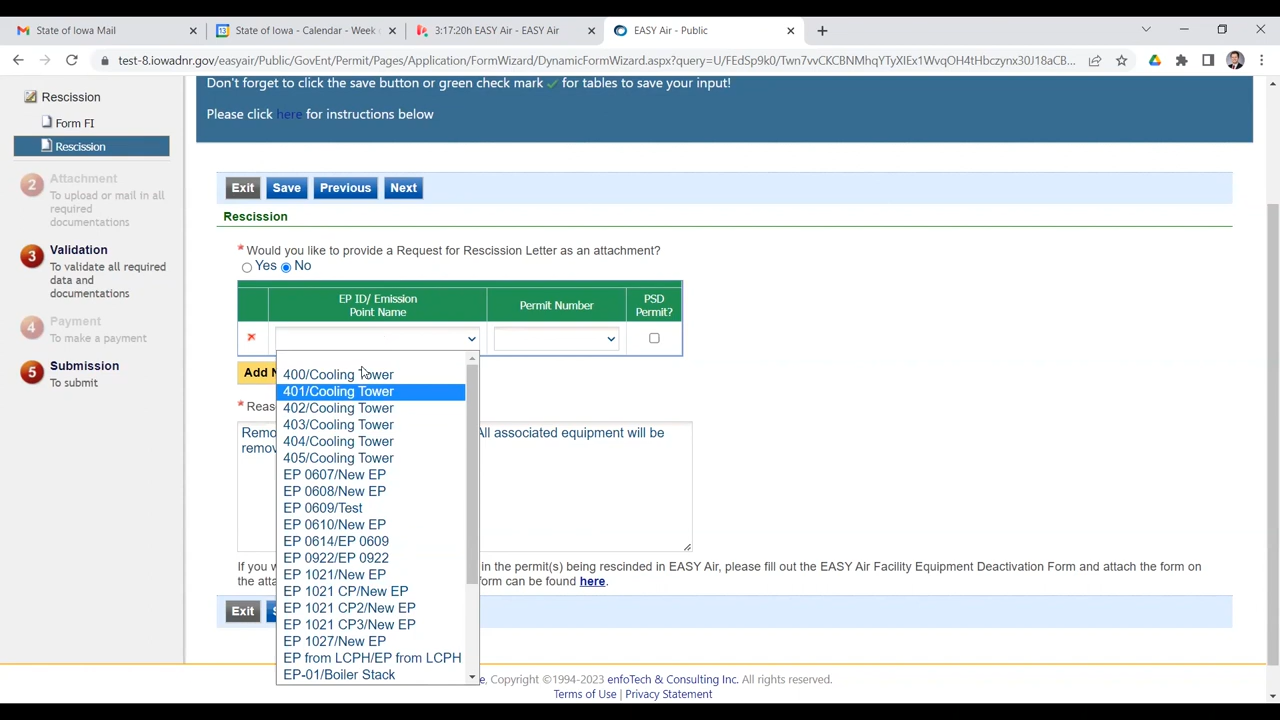 State of Iowa Mail
State of Iowa - Calendar - Week
3:17:20h EASY Air - EASY Air
EASY Air - Public
test-8.iowadnr.gov/easyair/Public/GovEnt/Permit/Pages/Application/FormWizard/DynamicFormWizard.aspx?query=U/FEdSp9k0/Twn7vvCKCBNMhqYTyXIEx1WvqOH4tHbczynx30J18aCB...
Rescission
Form FI
Rescission
2
Attachment
To upload or mail in all
required
documentations
3
Validation
To validate all required
data and
documentations
4
Payment
To make a payment
5
Submission
To submit
Don't forget to click the save button or green check mark ✓ for tables to save your input!
Please click here for instructions below
Exit Save Previous Next
Rescission
* Would you like to provide a Request for Rescission Letter as an attachment?
Yes No
EP ID/ Emission
Point Name
Permit Number
PSD
Permit?
400/Cooling Tower
401/Cooling Tower
402/Cooling Tower
403/Cooling Tower
404/Cooling Tower
405/Cooling Tower
EP 0607/New EP
EP 0608/New EP
EP 0609/Test
EP 0610/New EP
EP 0614/EP 0609
EP 0922/EP 0922
EP 1021/New EP
EP 1021 CP/New EP
EP 1021 CP2/New EP
EP 1021 CP3/New EP
EP 1027/New EP
EP from LCPH/EP from LCPH
EP-01/Boiler Stack
Add
All associated equipment will be
If
in the permit(s) being rescinded in EASY Air, please fill out the EASY Air Facility Equipment Deactivation Form and attach the form on
the form can be found here.
Exit
Copyright ©1994-2023 enfoTech & Consulting Inc. All rights reserved.
Terms of Use | Privacy Statement